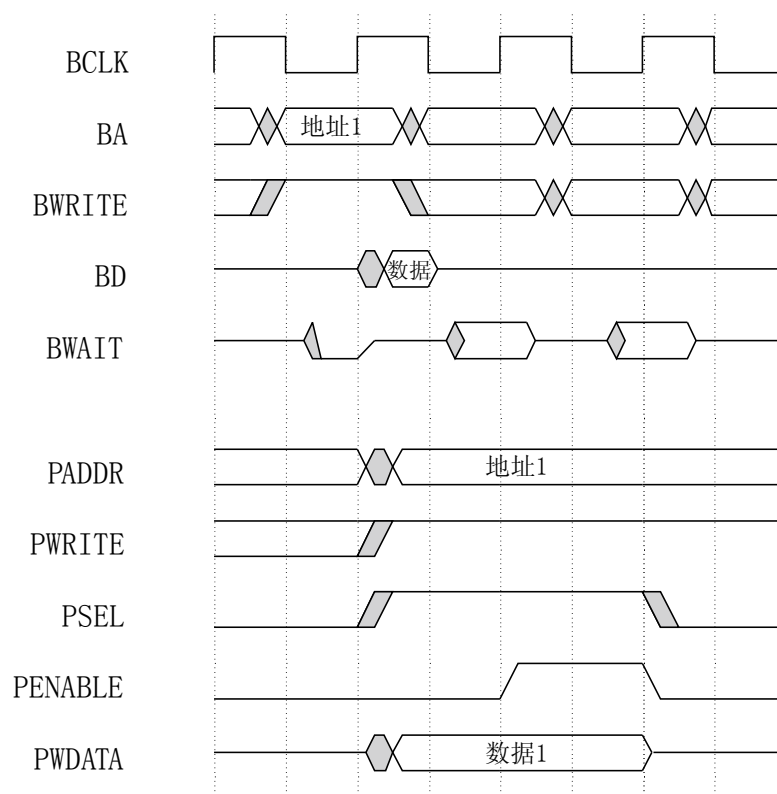 BCLK
BA 地址1
BWRITE
BD 数据
BWAIT
PADDR 地址1
PWRITE
PSEL
PENABLE
PWDATA 数据1